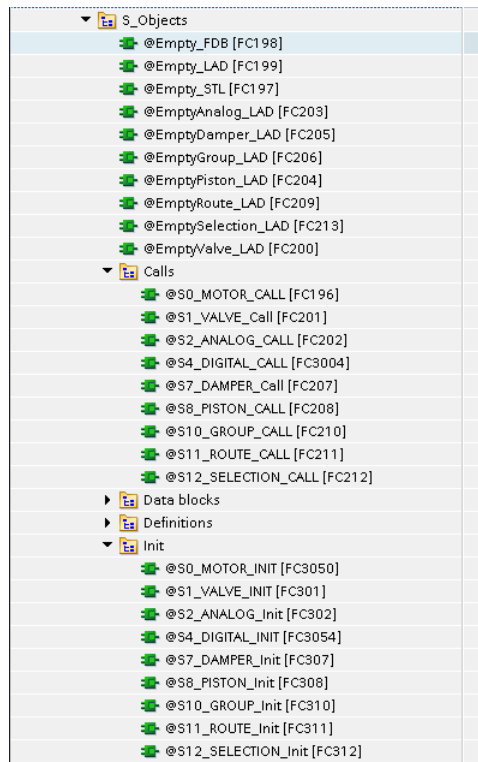 S_Objects
@Empty_FDB [FC198]
@Empty_LAD [FC199]
@Empty_STL [FC197]
@EmptyAnalog_LAD [FC203]
@EmptyDamper_LAD [FC205]
@EmptyGroup_LAD [FC206]
@EmptyPiston_LAD [FC204]
@EmptyRoute_LAD [FC209]
@EmptySelection_LAD [FC213]
@EmptyValve_LAD [FC200]
Calls
@S0_MOTOR_CALL [FC196]
@S1_VALVE_Call [FC201]
@S2_ANALOG_CALL [FC202]
@S4_DIGITAL_CALL [FC3004]
@S7_DAMPER_Call [FC207]
@S8_PISTON_CALL [FC208]
@S10_GROUP_CALL [FC210]
@S11_ROUTE_CALL [FC211]
@S12_SELECTION_CALL [FC212]
Data blocks
Definitions
Init
@S0_MOTOR_INIT [FC3050]
@S1_VALVE_INIT [FC301]
@S2_ANALOG_Init [FC302]
@S4_DIGITAL_INIT [FC3054]
@S7_DAMPER_Init [FC307]
@S8_PISTON_Init [FC308]
@S10_GROUP_Init [FC310]
@S11_ROUTE_Init [FC311]
@S12_SELECTION_Init [FC312]